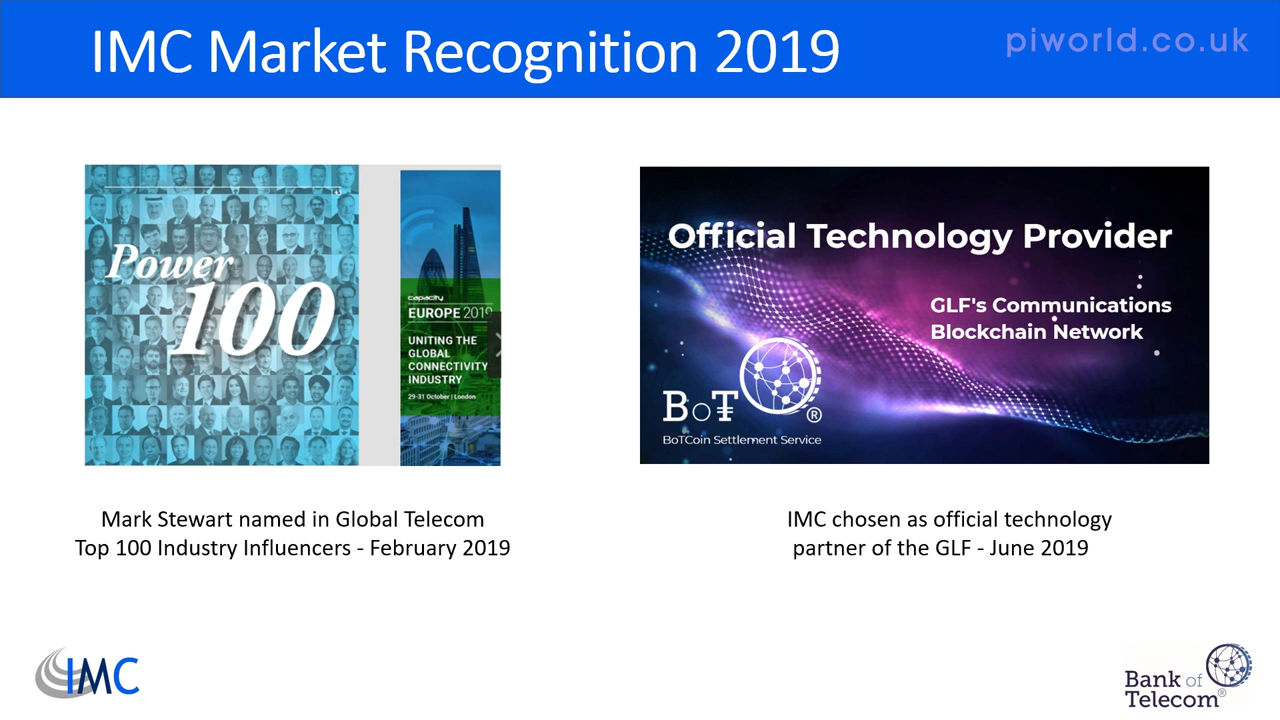 IMC Market Recognition 2019
piworld.co.uk
Power
100
capacity
EUROPE 2019
UNITING THE
GLOBAL
CONNECTIVITY
INDUSTRY
29-31 October | London
Official Technology Provider
GLF's Communications
Blockchain Network
BoT
®
BoTCoin Settlement Service
Mark Stewart named in Global Telecom
Top 100 Industry Influencers - February 2019
IMC chosen as official technology
partner of the GLF - June 2019
IMC
Bank of
Telecom®